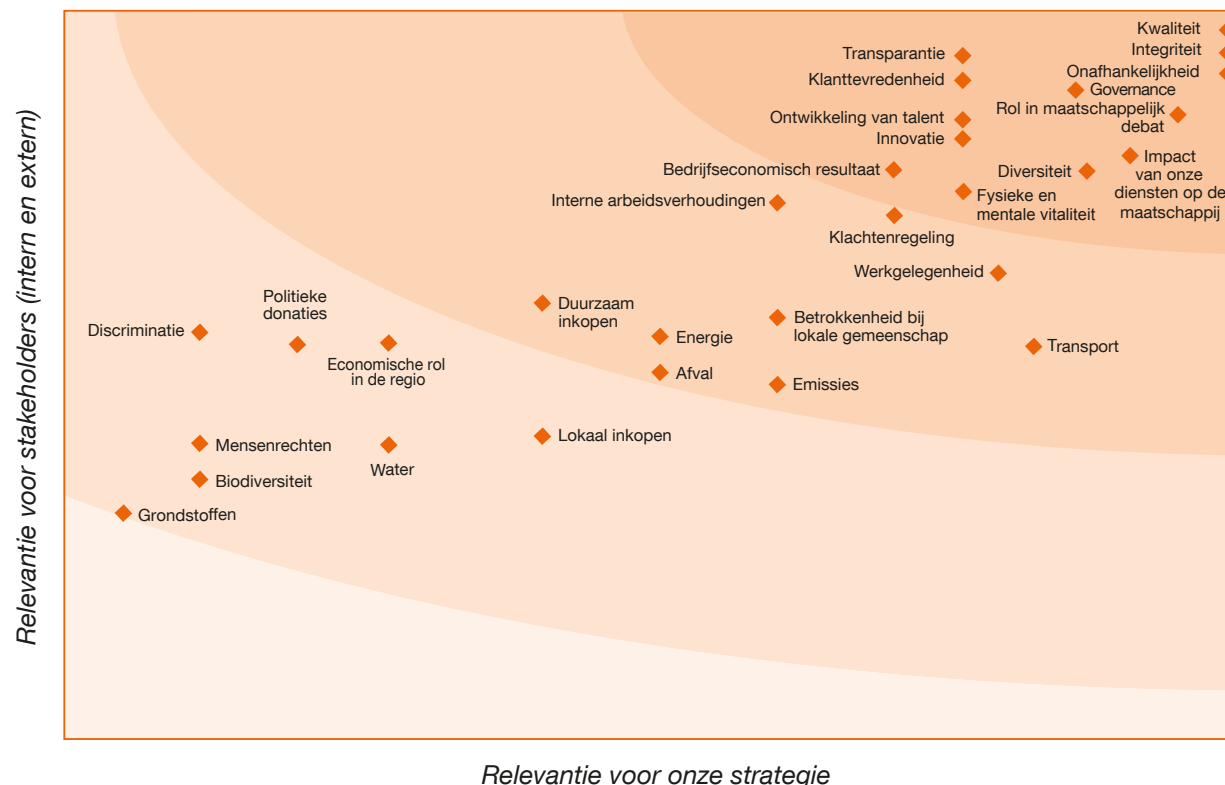 Kwaliteit
Integriteit
Transparantie
Onafhankelijkheid
Klanttevredenheid
Governance
Rol in maatschappelijk
debat
Ontwikkeling van talent
Innovatie
Impact
van onze
diensten op de
maatschappij
Bedrijfseconomisch resultaat
Diversiteit
Fysieke en
mentale vitaliteit
Interne arbeidsverhoudingen
Klachtenregeling
Werkgelegenheid
Politieke
donaties
Duurzaam
inkopen
Betrokkenheid bij
lokale gemeenschap
Discriminatie
Energie
Transport
Economische rol
in de regio
Afval
Emissies
Lokaal inkopen
Mensenrechten
Water
Biodiversiteit
Grondstoffen
Relevantie voor stakeholders (intern en extern)
Relevantie voor onze strategie